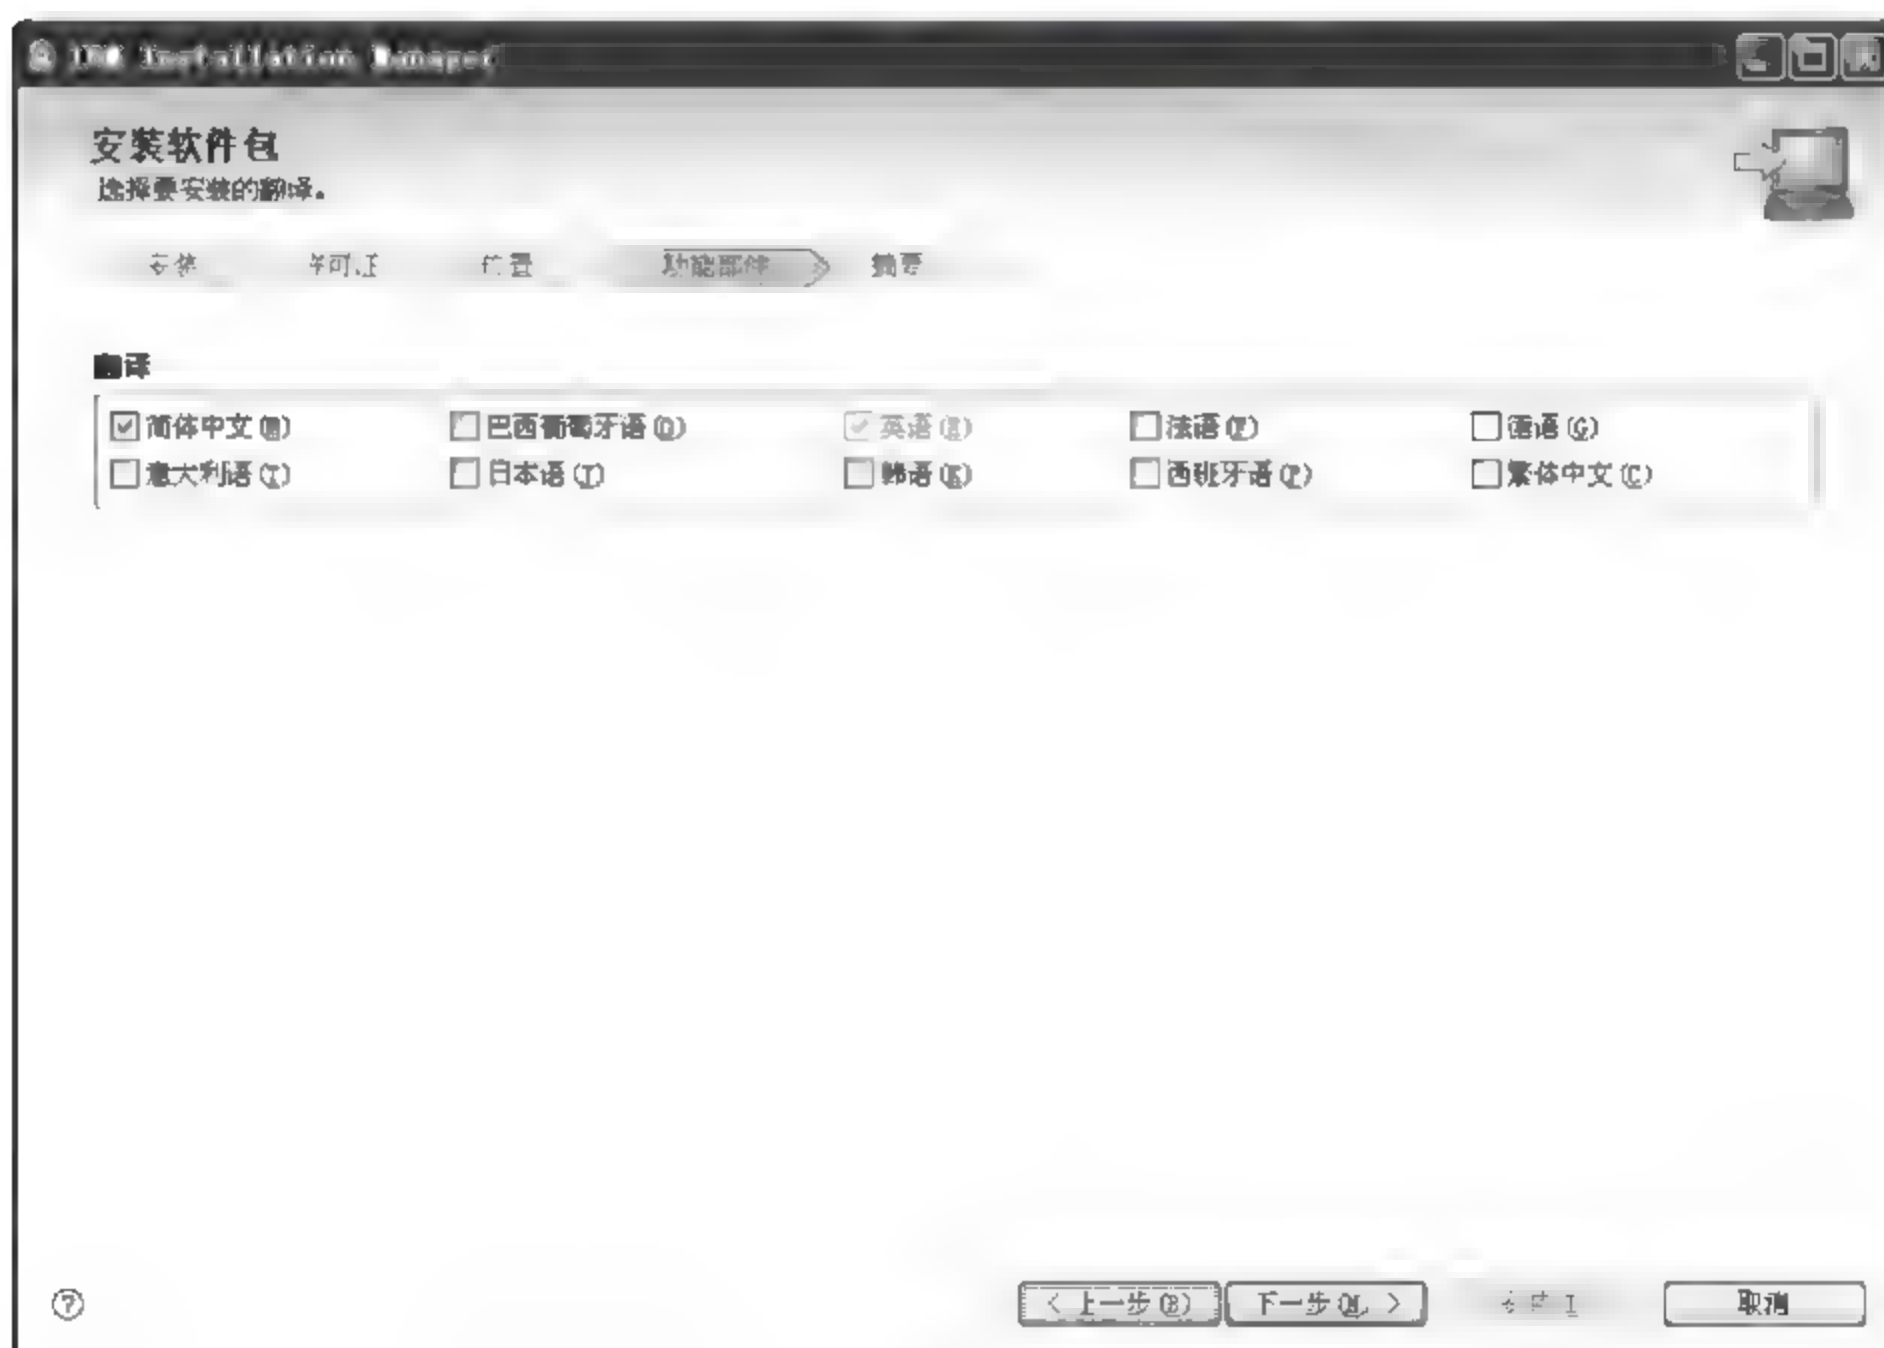 IBM Installation Manager
安装软件包
选择要安装的翻译。
安装 许可证 位置 功能部件 摘要
翻译
简体中文 巴西葡萄牙语 英语 法语(F) 德语(G)
意大利语(I) 日本语(J) 韩语(K) 西班牙语(P) 繁体中文(C)
< 上一步(B) 下一步(N) > 取消